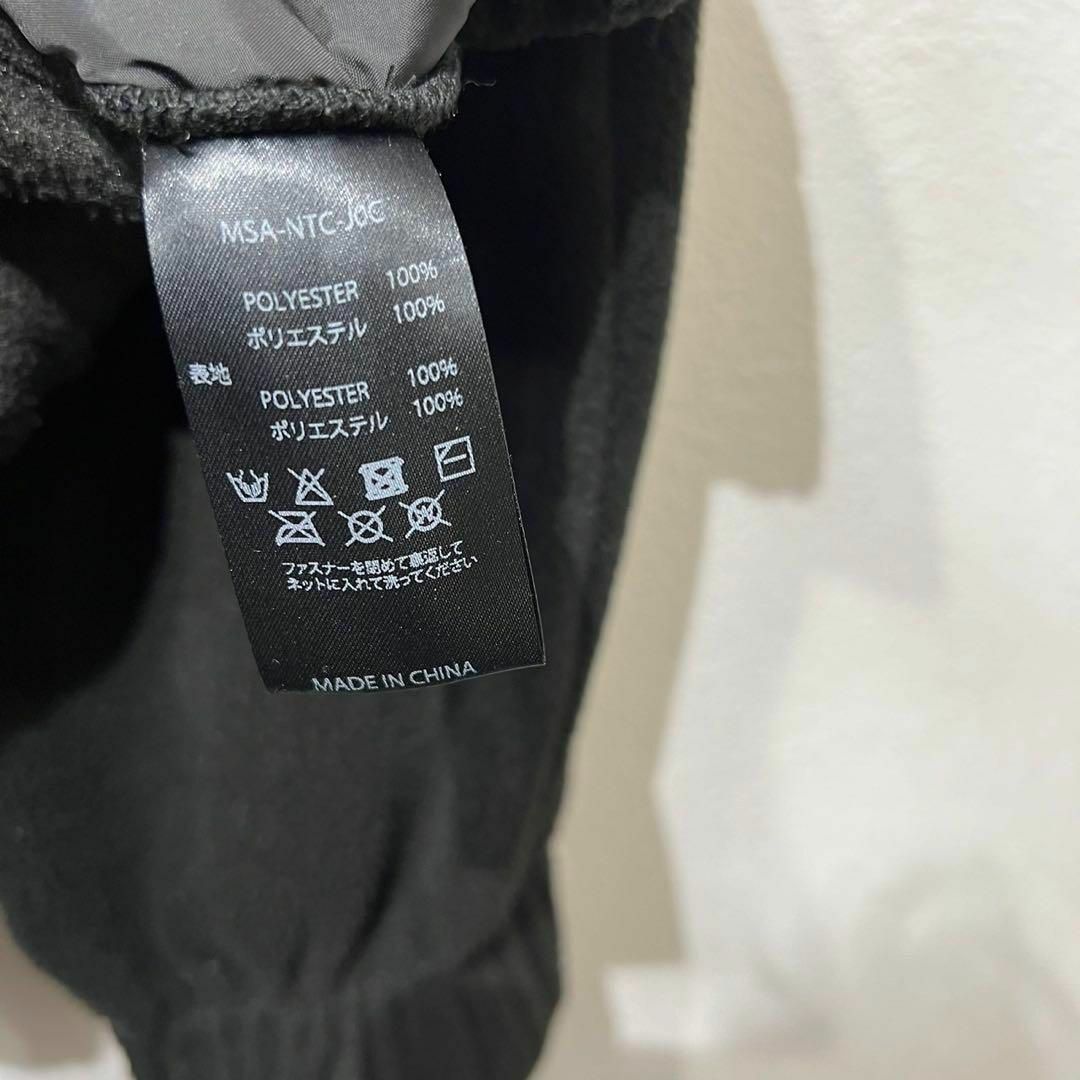 MSA-NTC-J0C
POLYESTER 100%
ポリエステル 100%
表地
POLYESTER 100%
ポリエステル 100%
ファスナーを閉めて裏返して
ネットに入れて洗ってください
MADE IN CHINA